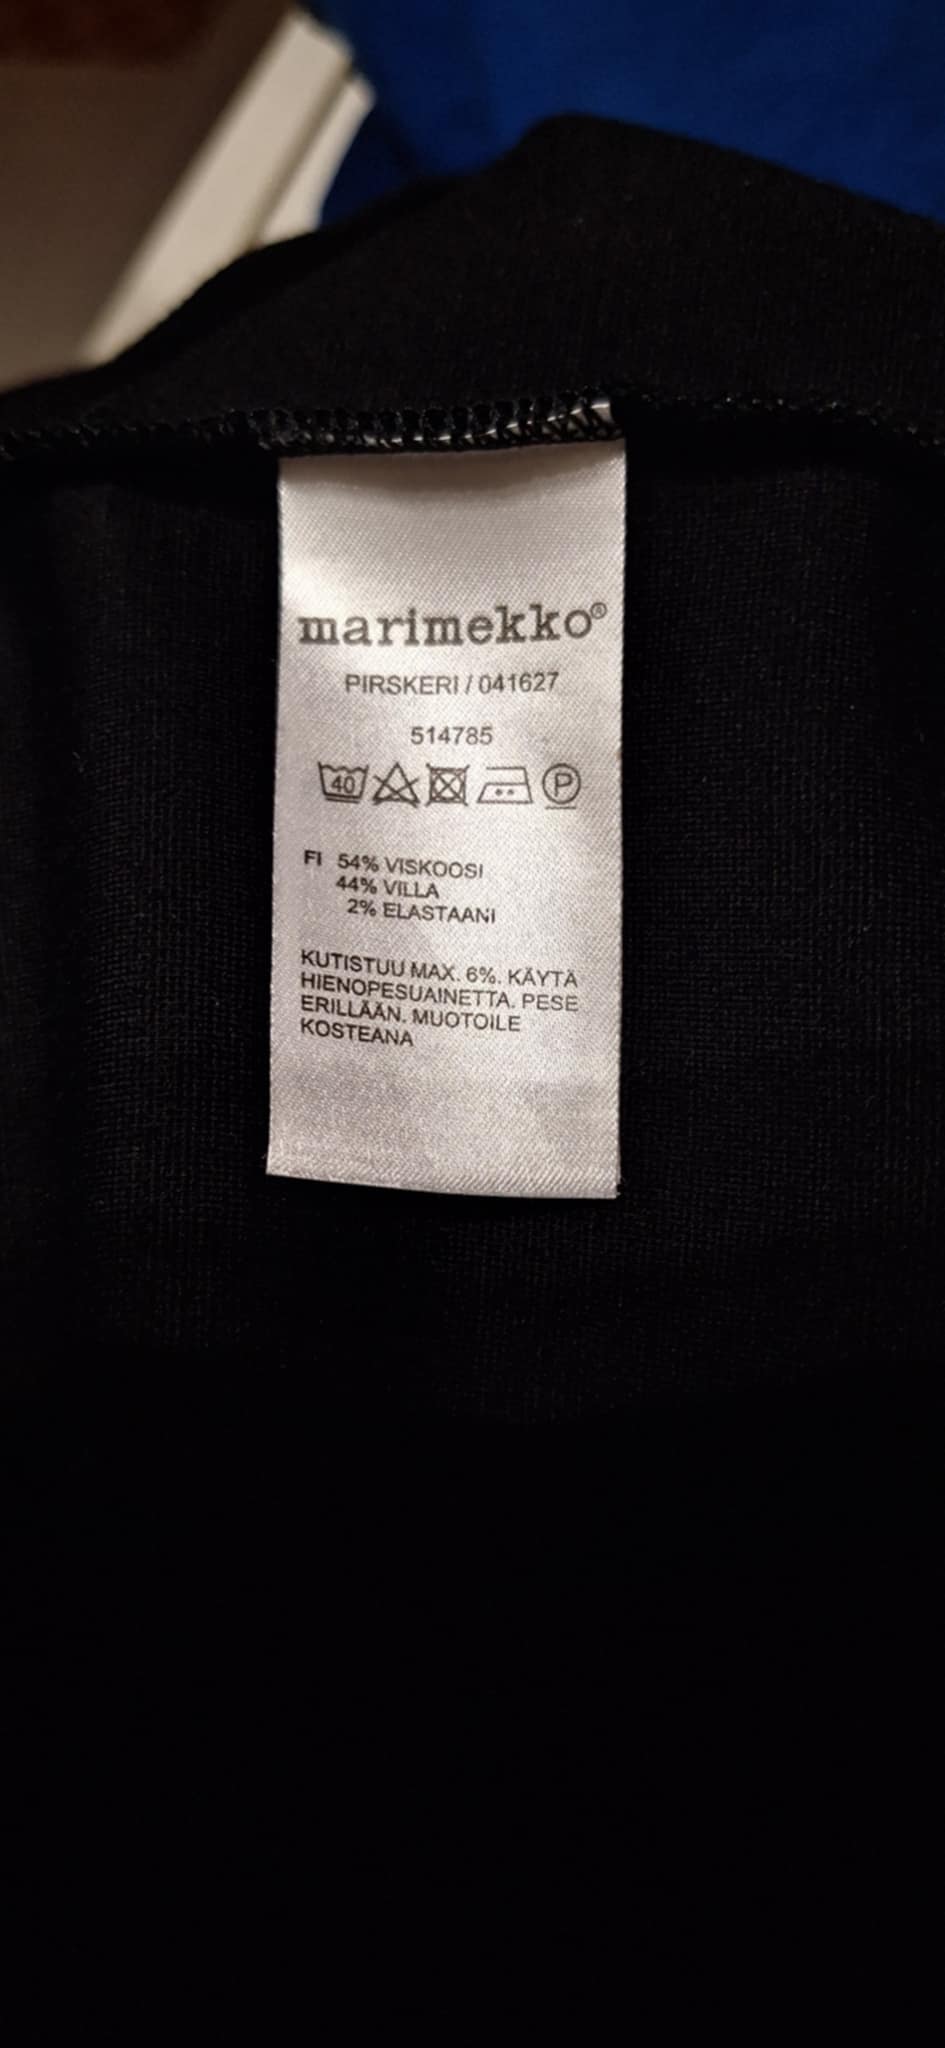 marimekko®
PIRSKERI / 041627
514785
40 P
FI 54% VISKOOSI
44% VILLA
2% ELASTAANI
KUTISTUU MAX. 6%. KÄYTÄ
HIENOPESUAINETTA. PESE
ERILLÄÄN. MUOTOILE
KOSTEANA